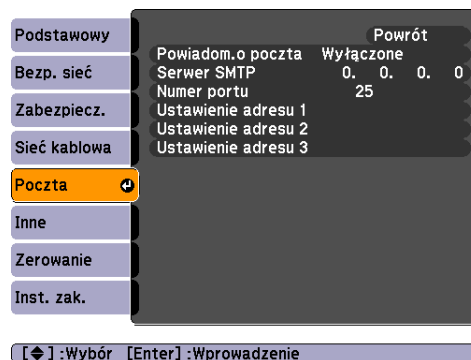 Podstawowy
Bezp. sieć
Zabezpiecz.
Sieć kablowa
Poczta
Inne
Zerowanie
Inst. zak.
Powrót
Powiadom.o poczta Wyłączone
Serwer SMTP 0. 0. 0. 0
Numer portu 25
Ustawienie adresu 1
Ustawienie adresu 2
Ustawienie adresu 3
[◆] :Wybór [Enter] :Wprowadzenie